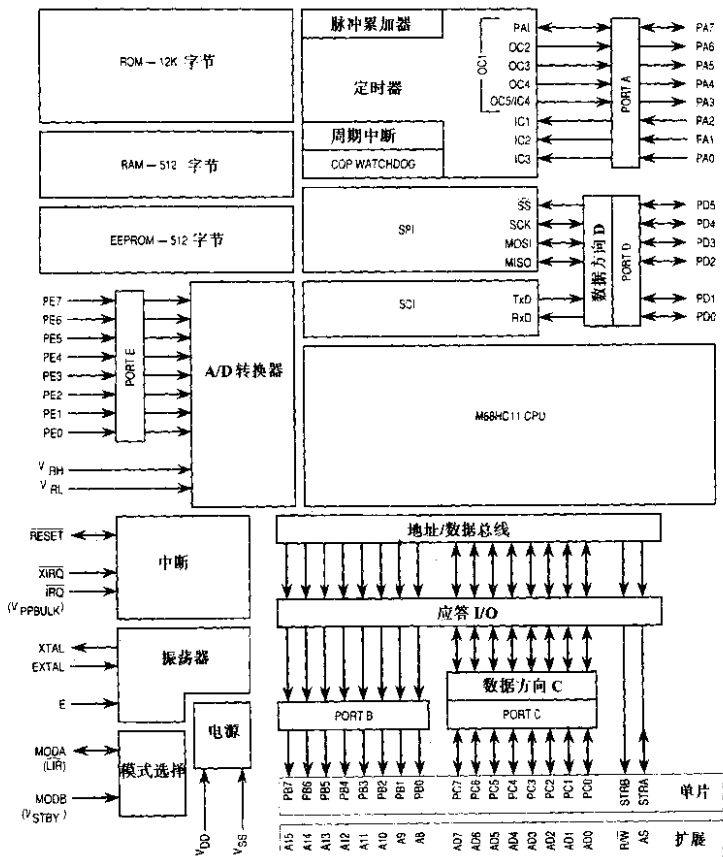 ROM — 12K 字节
RAM — 512 字节
EEPROM — 512 字节
脉冲累加器
定时器
周期中断
COP WATCHDOG
OC1
PAI
OC2
OC3
OC4
OC5/IC4
IC1
IC2
IC3
PORT A
PA7
PA6
PA5
PA4
PA3
PA2
PA1
PA0
SPI
SS
SCK
MOSI
MISO
SCI
TxD
RxD
数据方向 D
PORT D
PD5
PD4
PD3
PD2
PD1
PD0
PE7
PE6
PE5
PE4
PE3
PE2
PE1
PE0
PORT E
A/D 转换器
V RH
V RL
M68HC11 CPU
RESET
XIRQ
IRQ
(V PPBULK)
中断
XTAL
EXTAL
E
振荡器
MODA
(LIR)
MODB
(V STBY)
模式选择
电源
VDD
VSS
地址/数据总线
应答 I/O
PORT B
数据方向 C
PORT C
PB7
PB6
PB5
PB4
PB3
PB2
PB1
PB0
PC7
PC6
PC5
PC4
PC3
PC2
PC1
PC0
STRB
STRA
单片
A15
A14
A13
A12
A11
A10
A9
A8
AD7
AD6
AD5
AD4
AD3
AD2
AD1
AD0
R/W
AS
扩展